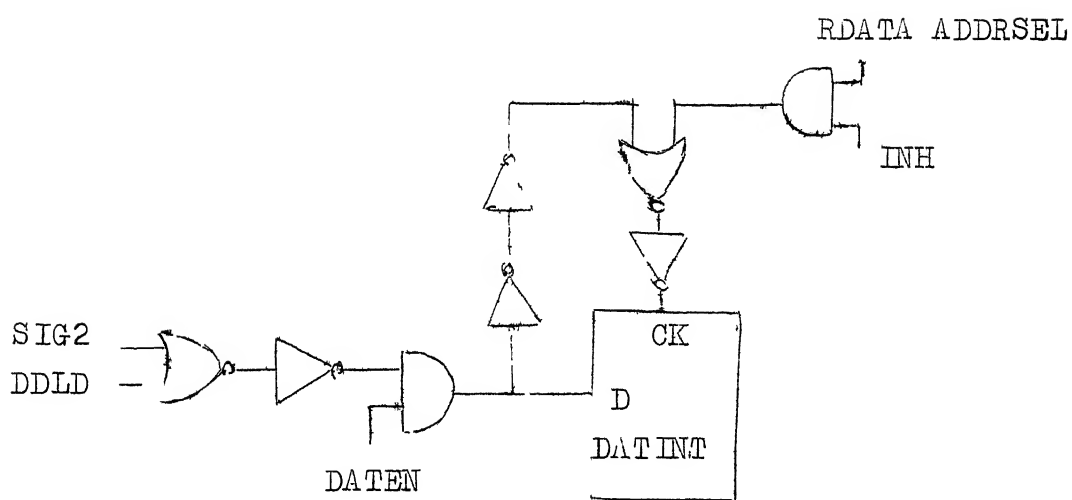 RDATA ADDRSEL
INH
SIG2
CK
DDLD
D
DATINT
DATEN